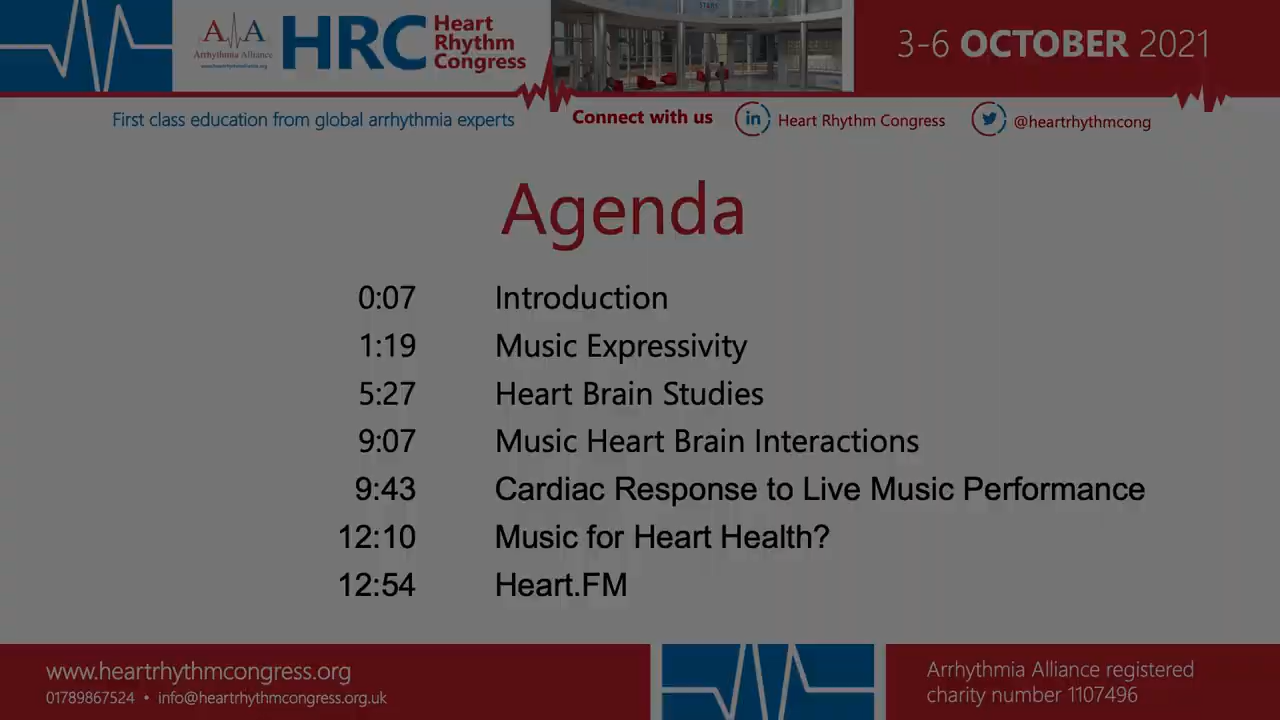 STARS
A A
Arrhythmia Alliance
HRC
Heart
Rhythm
Congress
3-6 OCTOBER 2021
First class education from global arrhythmia experts
Connect with us
in
Heart Rhythm Congress
@heartrhythmcong
Agenda
0:07 Introduction
1:19 Music Expressivity
5:27 Heart Brain Studies
9:07 Music Heart Brain Interactions
9:43 Cardiac Response to Live Music Performance
12:10 Music for Heart Health?
12:54 Heart.FM
www.heartrhythmcongress.org
01789867524 • info@heartrhythmcongress.org.uk
Arrhythmia Alliance registered
charity number 1107496